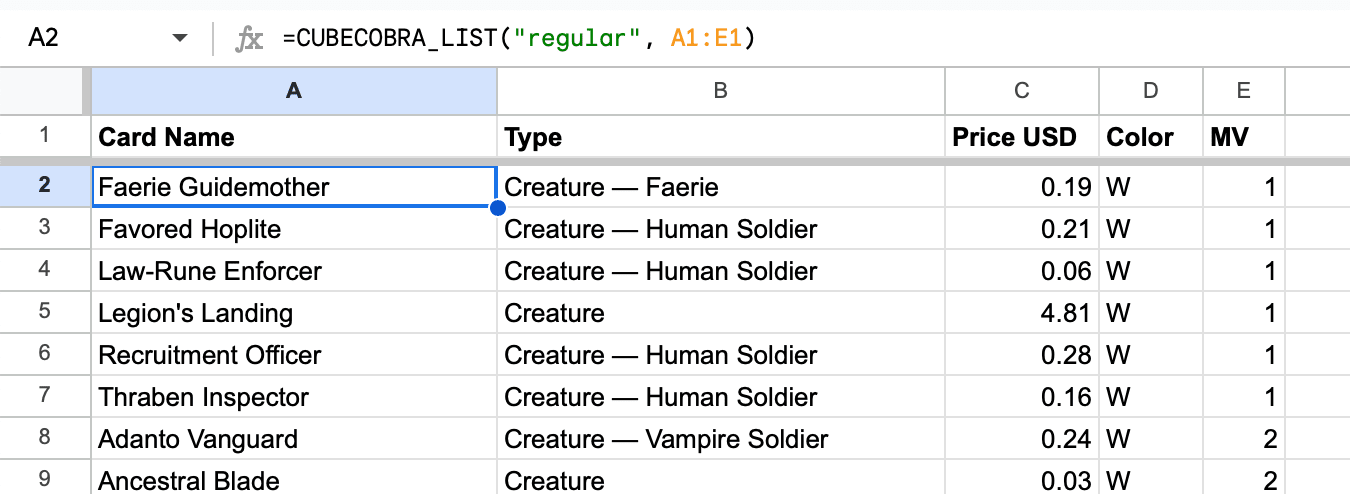 A2 fx =CUBECOBRA_LIST("regular", A1:E1)
A B C D E
1 Card Name Type Price USD Color MV
2 Faerie Guidemother Creature — Faerie 0.19 W 1
3 Favored Hoplite Creature — Human Soldier 0.21 W 1
4 Law-Rune Enforcer Creature — Human Soldier 0.06 W 1
5 Legion's Landing Creature 4.81 W 1
6 Recruitment Officer Creature — Human Soldier 0.28 W 1
7 Thraben Inspector Creature — Human Soldier 0.16 W 1
8 Adanto Vanguard Creature — Vampire Soldier 0.24 W 2
9 Ancestral Blade Creature 0.03 W 2